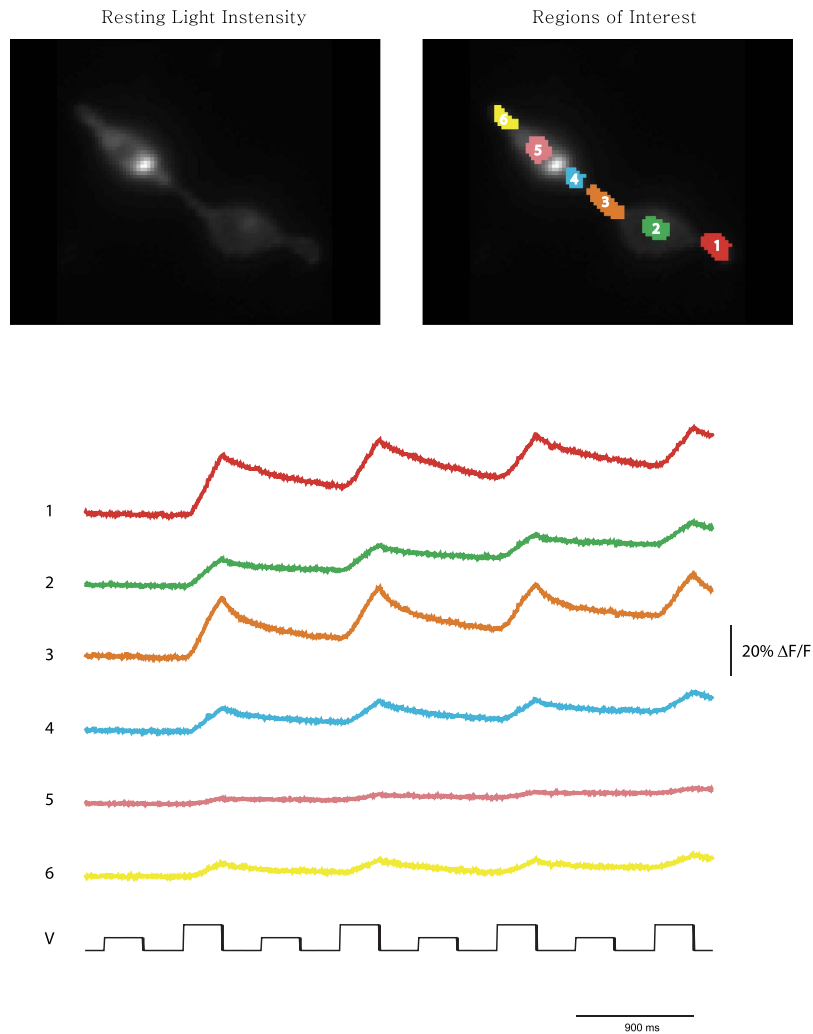 Resting Light Instensity
Regions of Interest
6
5
4
3
2
1
1
2
3
20% ΔF/F
4
5
6
V
900 ms